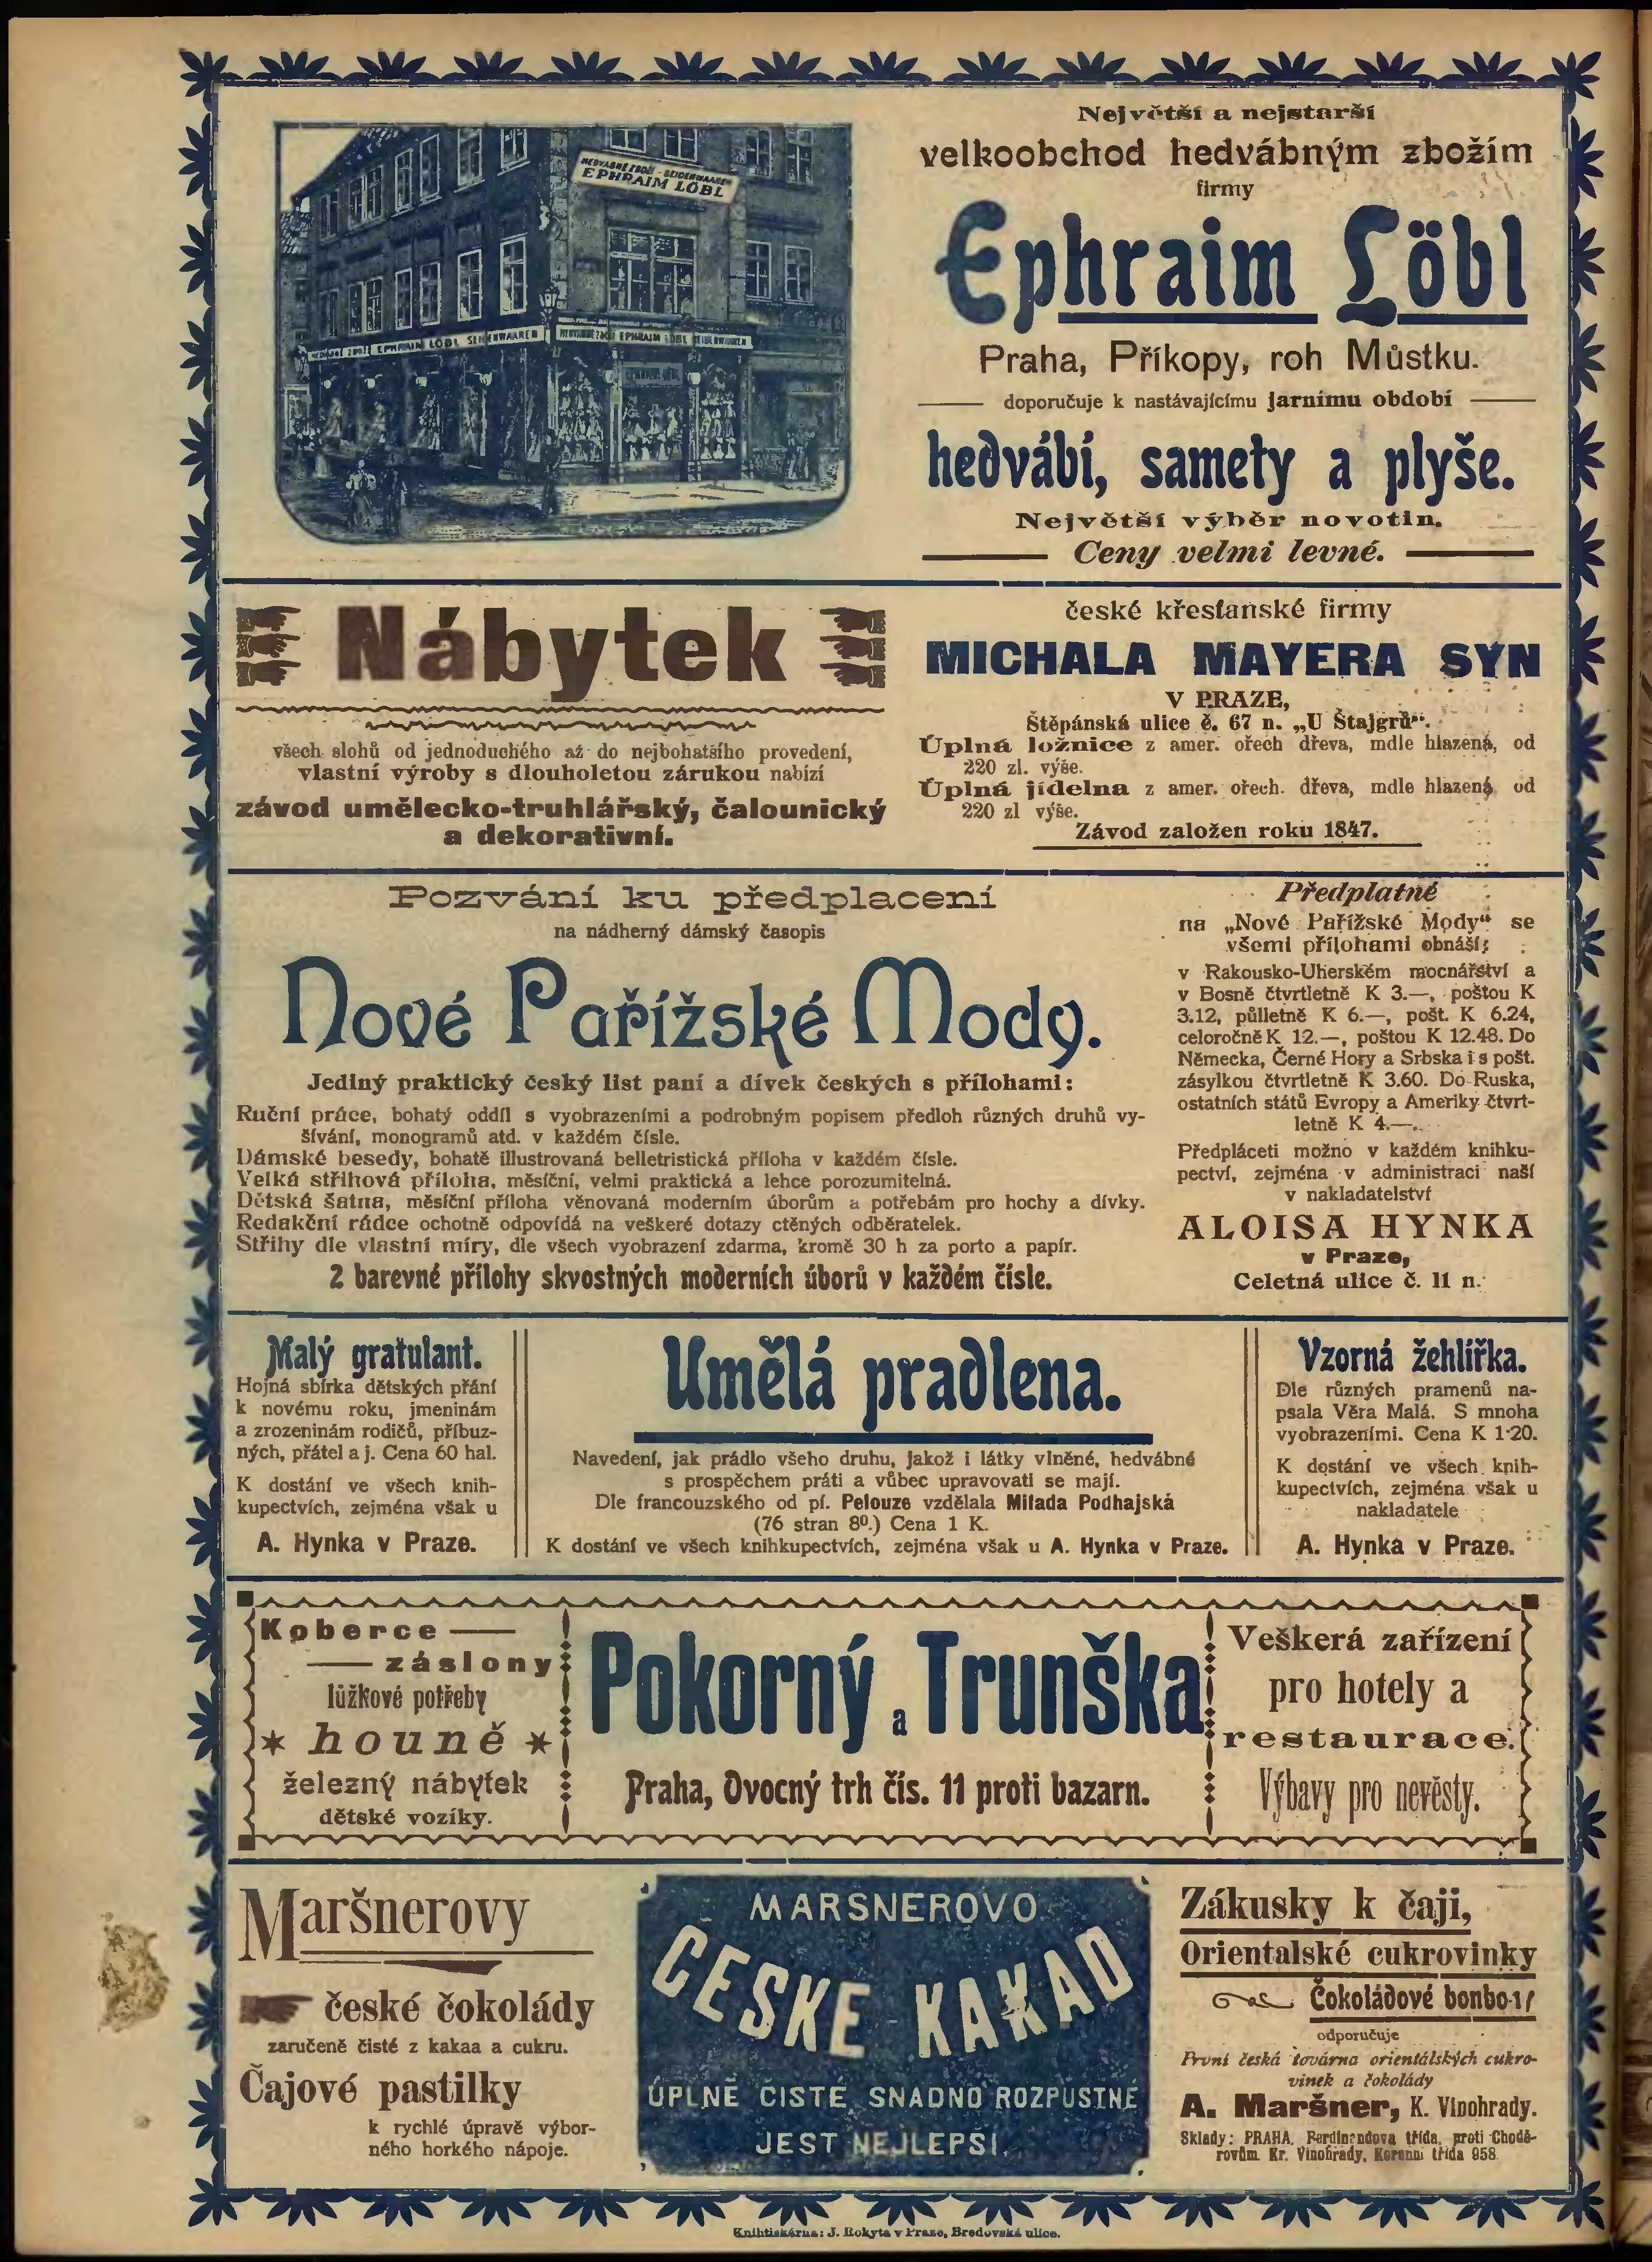 HEDVÁBNÉ ZBOŽÍ - SEIDENWAAREN
EPHRAIM LÖBL
HEDVÁBNÉ ZBOŽÍ EPHRAIM LÖBL SEIDENWAAREN
HEDVÁBNÉ ZBOŽÍ EPHRAIM LÖBL SEIDENWAAREN
Největší a nejstarší
velkoobchod hedvábným zbožím
firmy
Ephraim Löbl
Praha, Příkopy, roh Můstku.
doporučuje k nastávajícímu jarnímu období
hedvábí, samety a plyše.
Největší výběr novotin.
Ceny velmi levné.
Nábytek
všech slohů od jednoduchého až do nejbohatšího provedení,
vlastní výroby s dlouholetou zárukou nabízí
závod umělecko-truhlářský, čalounický
a dekorativní.
české křesťanské firmy
MICHALA MAYERA SYN
V PRAZE,
Štěpánská ulice č. 67 n. „U Štajgrů“.
Úplná ložnice z amer. ořech dřeva, mdle hlazená, od
220 zl. výše.
Úplná jídelna z amer. ořech. dřeva, mdle hlazená, od
220 zl výše.
Závod založen roku 1847.
Pozvání ku předplacení
na nádherný dámský časopis
Nové Pařížské Mody.
Jediný praktický český list paní a dívek českých s přílohami:
Ruční práce, bohatý oddíl s vyobrazeními a podrobným popisem předloh různých druhů vy-
šívání, monogramů atd. v každém čísle.
Dámské besedy, bohatě illustrovaná belletristická příloha v každém čísle.
Velká střihová příloha, měsíční, velmi praktická a lehce porozumitelná.
Dětská šatna, měsíční příloha věnovaná moderním úborům a potřebám pro hochy a dívky.
Redakční rádce ochotně odpovídá na veškeré dotazy ctěných odběratelek.
Střihy dle vlastní míry, dle všech vyobrazení zdarma, kromě 30 h za porto a papír.
2 barevné přílohy skvostných moderních úborů v každém čísle.
Předplatné
na „Nové Pařížské Mody“ se
všemi přílohami obnáší:
v Rakousko-Uherském mocnářství a
v Bosně čtvrtletně K 3.—, poštou K
3.12, půlletně K 6.—, pošt. K 6.24,
celoročně K 12.—, poštou K 12.48. Do
Německa, Černé Hory a Srbska i s pošt.
zásylkou čtvrtletně K 3.60. Do Ruska,
ostatních států Evropy a Ameriky čtvrt-
letně K 4.—.
Předpláceti možno v každém knihku-
pectví, zejména v administraci naší
v nakladatelství
ALOISA HYNKA
v Praze,
Celetná ulice č. 11 n.
Malý gratulant.
Hojná sbírka dětských přání
k novému roku, jmeninám
a zrozeninám rodičů, příbuz-
ných, přátel a j. Cena 60 hal.
K dostání ve všech knih-
kupectvích, zejména však u
A. Hynka v Praze.
Umělá pradlena.
Navedení, jak prádlo všeho druhu, jakož i látky vlněné, hedvábné
s prospěchem práti a vůbec upravovati se mají.
Dle francouzského od pí. Pelouze vzdělala Milada Podhajská
(76 stran 8⁰.) Cena 1 K.
K dostání ve všech knihkupectvích, zejména však u A. Hynka v Praze.
Vzorná žehlířka.
Dle různých pramenů na-
psala Věra Malá. S mnoha
vyobrazeními. Cena K 1·20.
K dostání ve všech knih-
kupectvích, zejména však u
nakladatele
A. Hynka v Praze.
Koberce
záslony
lůžkové potřeby
* houně *
železný nábytek
dětské vozíky.
Pokorný a Trunška
Praha, Ovocný trh čís. 11 proti bazarn.
Veškerá zařízení
pro hotely a
restaurace.
Výbavy pro nevěsty.
Maršnerovy
české čokolády
zaručeně čisté z kakaa a cukru.
Čajové pastilky
k rychlé úpravě výbor-
ného horkého nápoje.
MARŠNEROVO
ČESKÉ KAKAO
ÚPLNĚ ČISTÉ SNADNO ROZPUSTNÉ
JEST NEJLEPŠÍ.
Zákusky k čaji,
Orientalské cukrovinky
Čokoládové bonbony
odporučuje
První česká továrna orientálských cukro-
vinek a čokolády
A. Maršner, K. Vinohrady.
Sklady: PRAHA, Ferdinandova třída, proti Chodě-
rovům. Kr. Vinohrady, Korunní třída 958
Knihtiskárna: J. Rokyta v Praze, Bredovská ulice.